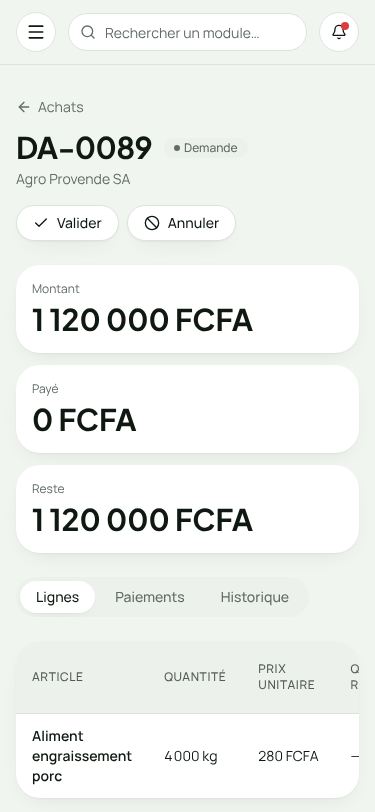 Rechercher un module...
Achats
DA-0089 Demande
Agro Provende SA
Valider Annuler
Montant
1 120 000 FCFA
Payé
0 FCFA
Reste
1 120 000 FCFA
Lignes Paiements Historique
ARTICLE QUANTITÉ PRIX UNITAIRE
Aliment engraissement porc 4 000 kg 280 FCFA —